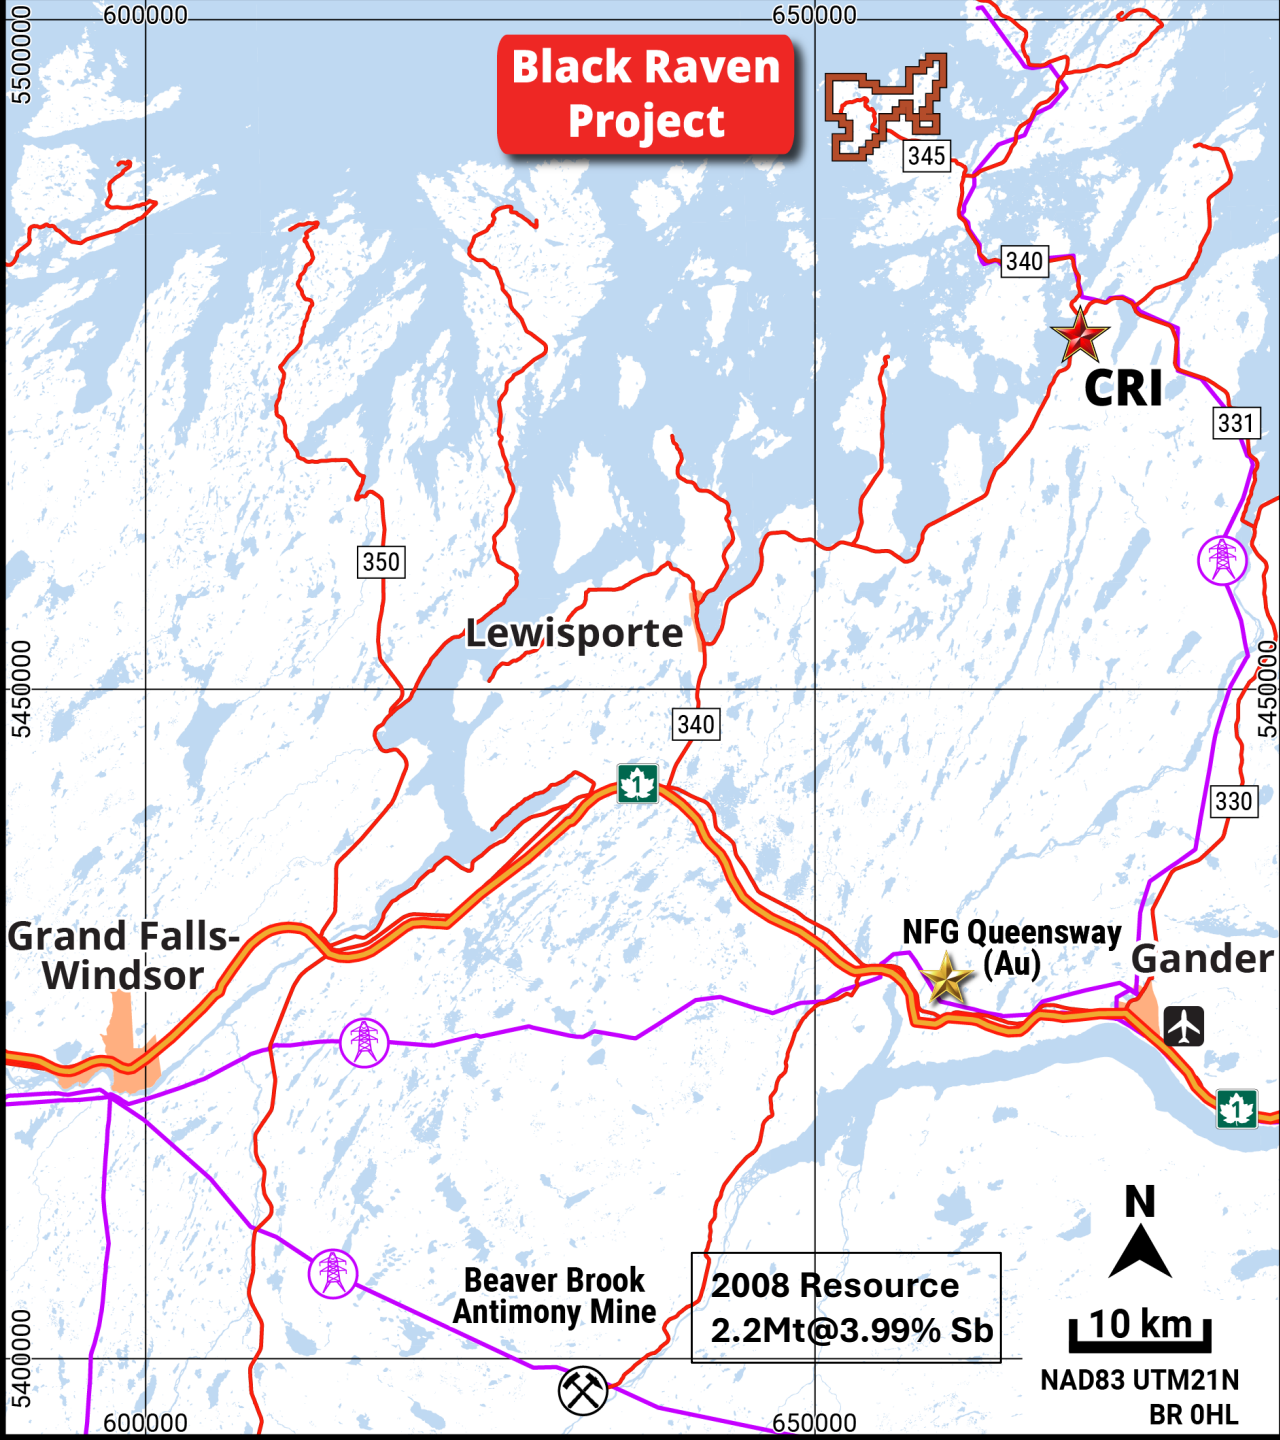 600000
650000
5500000
Black Raven
Project
345
340
CRI
331
350
Lewisporte
5450000
5450000
340
1
330
Grand Falls-
Windsor
NFG Queensway
(Au)
Gander
1
N
Beaver Brook
Antimony Mine
2008 Resource
2.2Mt@3.99% Sb
10 km
5400000
NAD83 UTM21N
BR 0HL
600000
650000